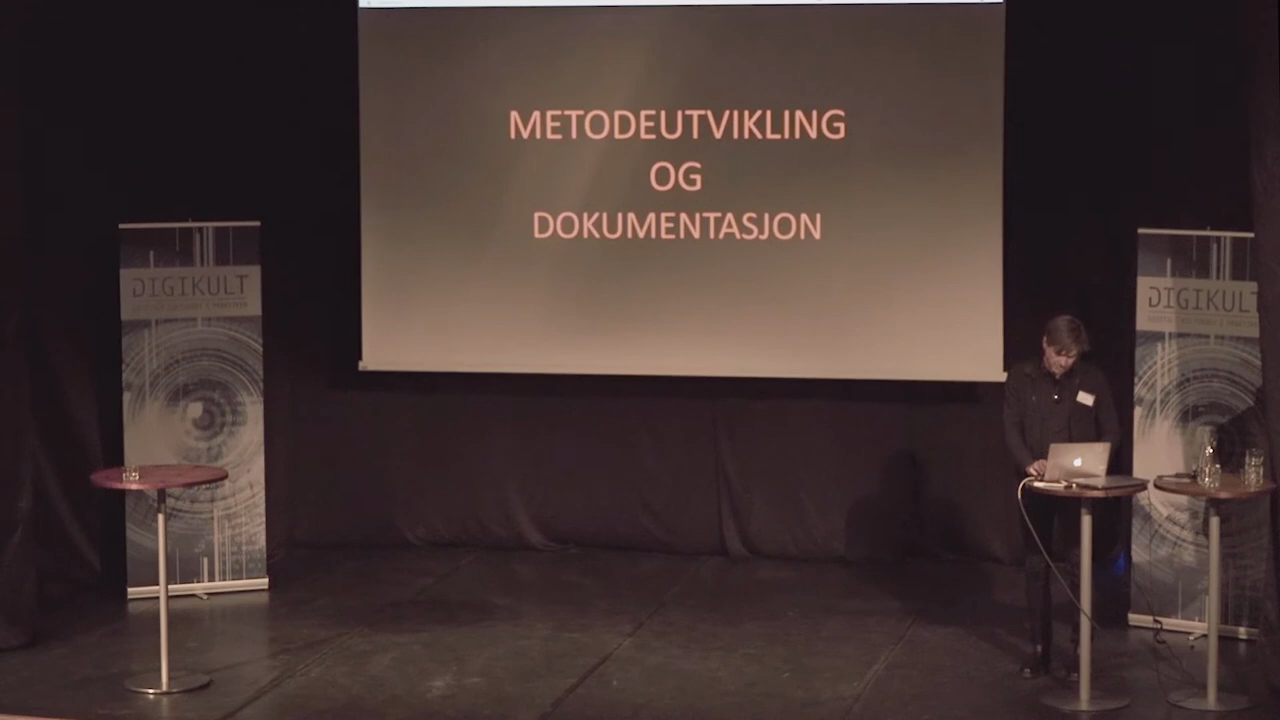 METODEUTVIKLING
OG
DOKUMENTASJON
DIGIKULT
DIGIKULT